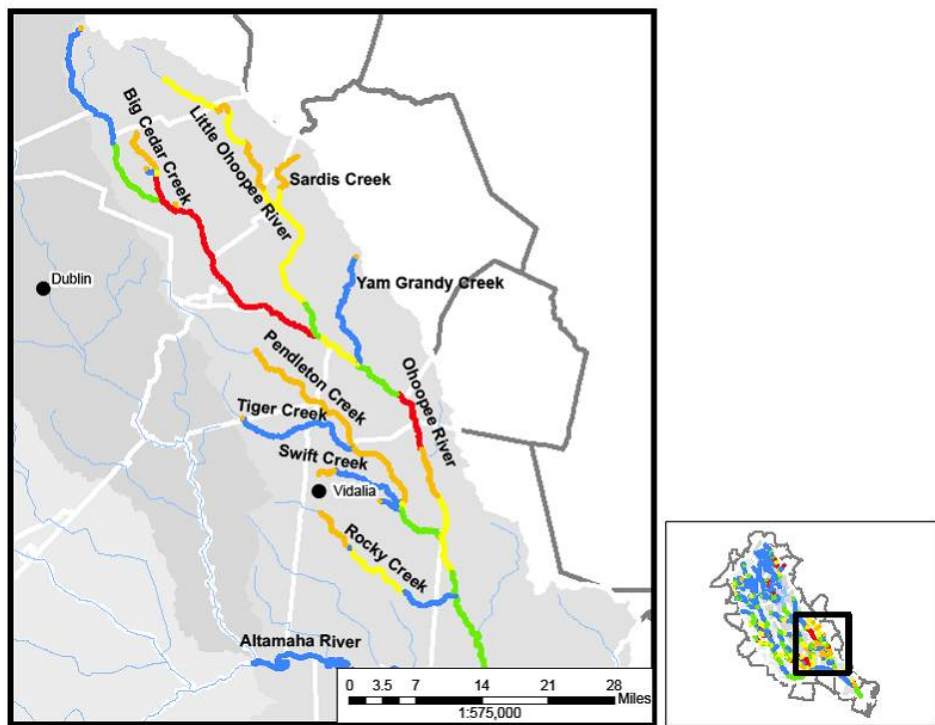 Big Cedar Creek
Little Ohoopee River
Sardis Creek
Dublin
Yam Grandy Creek
Pendleton Creek
Ohoopee River
Tiger Creek
Swift Creek
Vidalia
Rocky Creek
Altamaha River
0 3.5 7 14 21 28
Miles
1:575,000